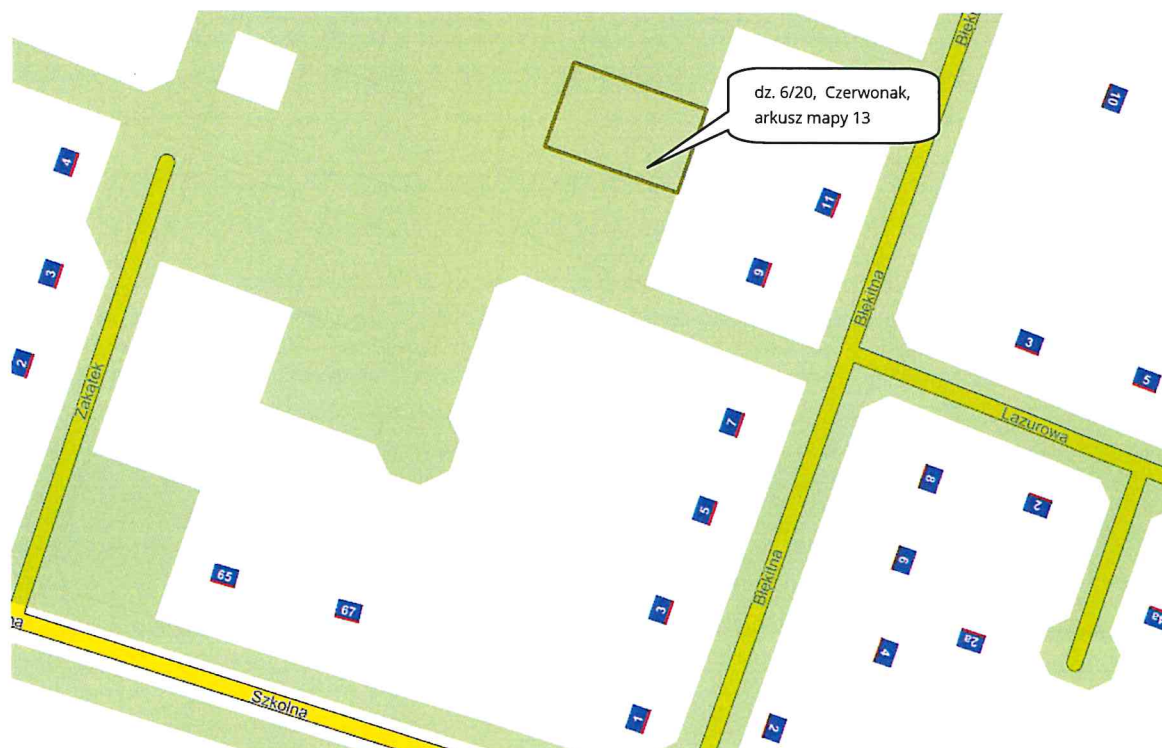 Błękitna
dz. 6/20, Czerwonak,
arkusz mapy 13
10
4
11
3
9
Błękitna
2
Zakątek
3
5
7
Lazurowa
8
2
5
6
65
Błękitna
67
3
2a
4
4a
Szkolna
1
2